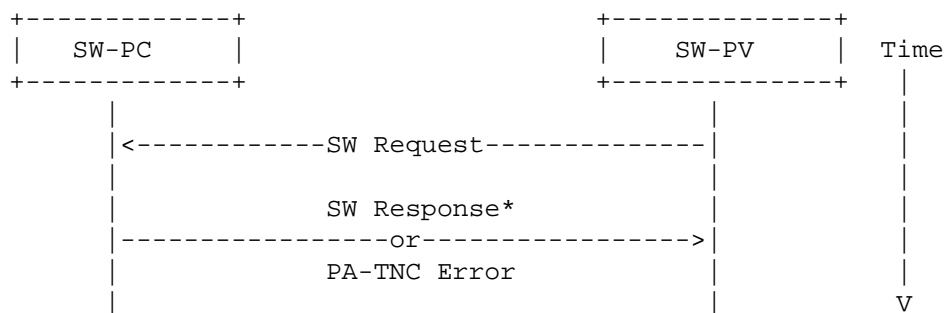 SW-PC SW-PV Time
SW Request
SW Response*
or
PA-TNC Error
V